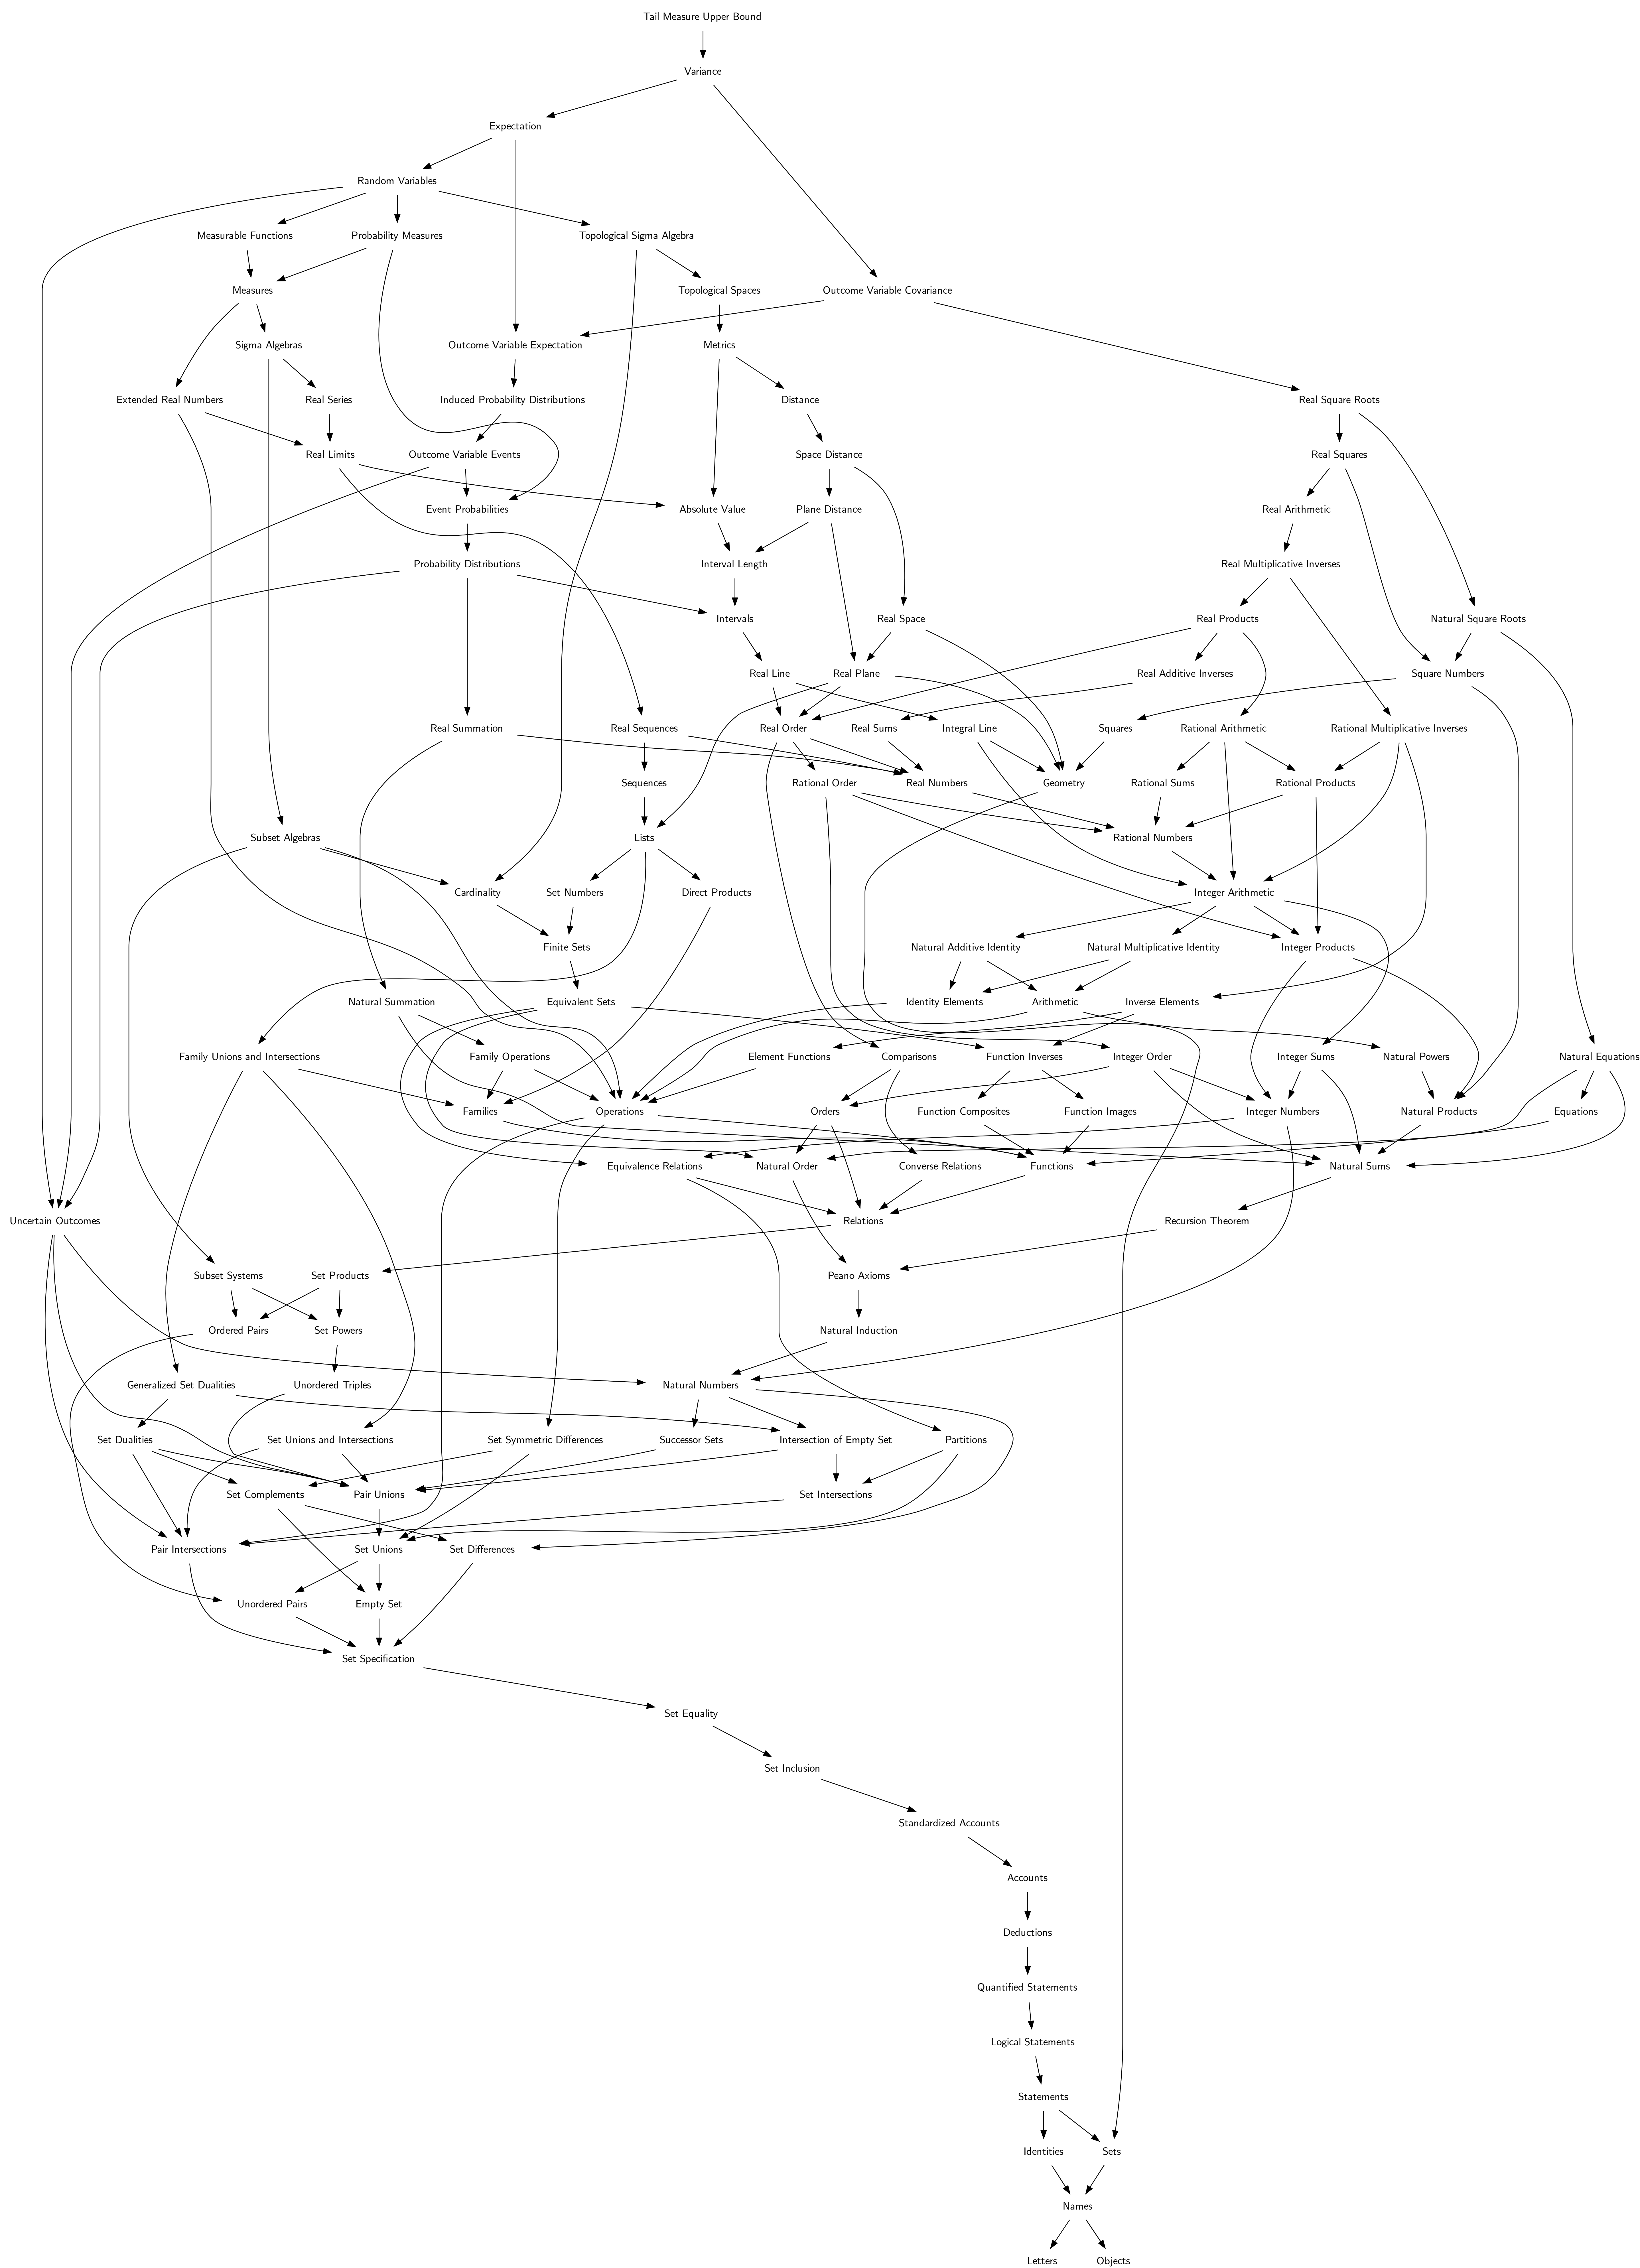 Tail Measure Upper Bound
Variance
Expectation
Random Variables
Measurable Functions
Probability Measures
Topological Sigma Algebra
Measures
Topological Spaces
Outcome Variable Covariance
Sigma Algebras
Outcome Variable Expectation
Metrics
Extended Real Numbers
Real Series
Induced Probability Distributions
Distance
Real Square Roots
Real Limits
Outcome Variable Events
Space Distance
Real Squares
Event Probabilities
Absolute Value
Plane Distance
Real Arithmetic
Probability Distributions
Interval Length
Real Multiplicative Inverses
Intervals
Real Space
Real Products
Natural Square Roots
Real Line
Real Plane
Real Additive Inverses
Square Numbers
Real Summation
Real Sequences
Real Order
Real Sums
Integral Line
Squares
Rational Arithmetic
Rational Multiplicative Inverses
Sequences
Rational Order
Real Numbers
Geometry
Rational Sums
Rational Products
Subset Algebras
Lists
Rational Numbers
Cardinality
Set Numbers
Direct Products
Integer Arithmetic
Finite Sets
Natural Additive Identity
Natural Multiplicative Identity
Integer Products
Natural Summation
Equivalent Sets
Identity Elements
Arithmetic
Inverse Elements
Family Unions and Intersections
Family Operations
Element Functions
Comparisons
Function Inverses
Integer Order
Integer Sums
Natural Powers
Natural Equations
Families
Operations
Orders
Function Composites
Function Images
Integer Numbers
Natural Products
Equations
Equivalence Relations
Natural Order
Converse Relations
Functions
Natural Sums
Uncertain Outcomes
Relations
Recursion Theorem
Subset Systems
Set Products
Peano Axioms
Ordered Pairs
Set Powers
Natural Induction
Generalized Set Dualities
Unordered Triples
Natural Numbers
Set Dualities
Set Unions and Intersections
Set Symmetric Differences
Successor Sets
Intersection of Empty Set
Partitions
Set Complements
Pair Unions
Set Intersections
Pair Intersections
Set Unions
Set Differences
Unordered Pairs
Empty Set
Set Specification
Set Equality
Set Inclusion
Standardized Accounts
Accounts
Deductions
Quantified Statements
Logical Statements
Statements
Identities
Sets
Names
Letters
Objects